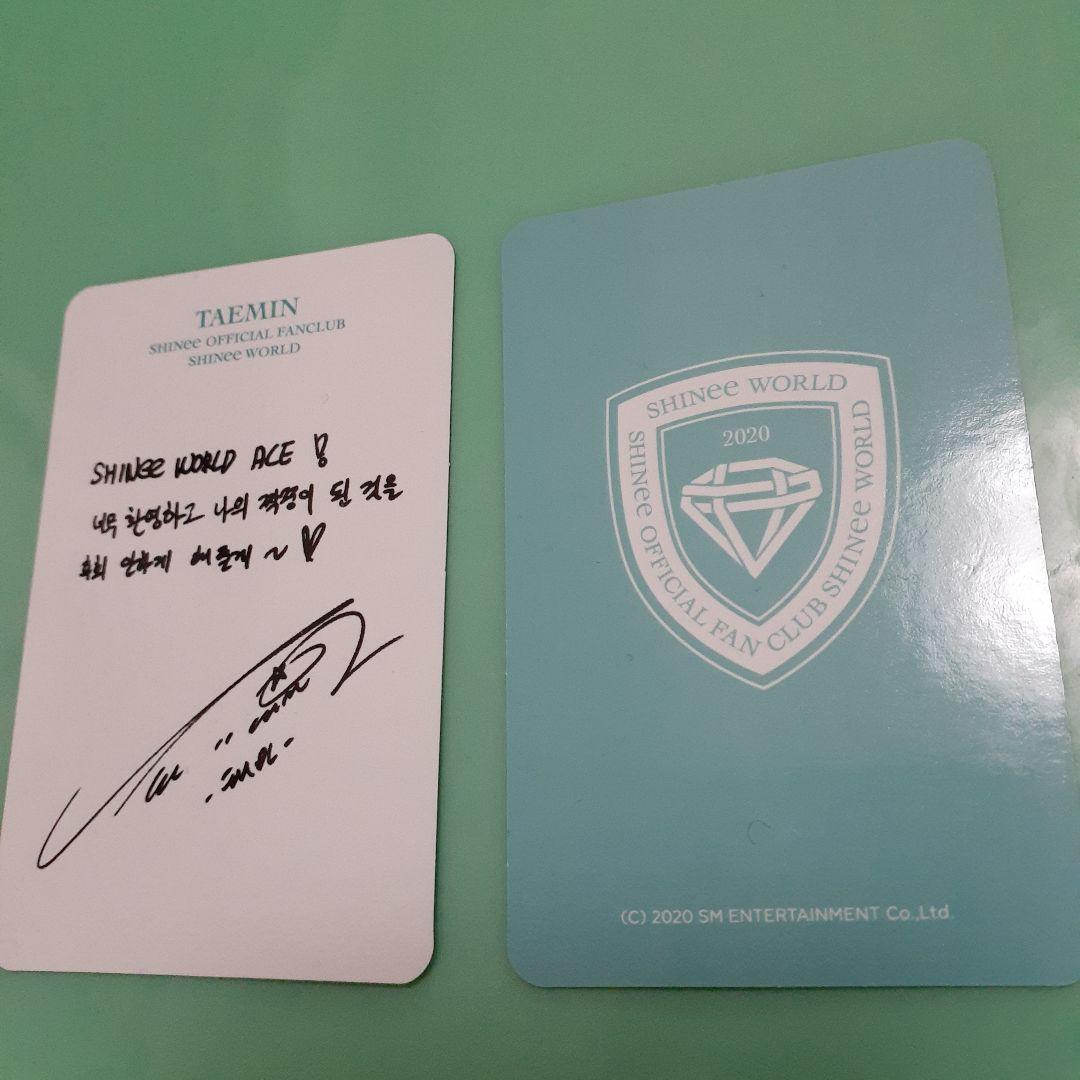 TAEMIN
SHINee OFFICIAL FANCLUB
SHINee WORLD
SHINee WORLD ACE !
너무 환영하고 나의 짝꿍이 된 것을
후회 안하게 해줄게 ~ ♡
SHINee WORLD
2020
SHINee OFFICIAL FAN CLUB SHINee WORLD
(C) 2020 SM ENTERTAINMENT Co.,Ltd.